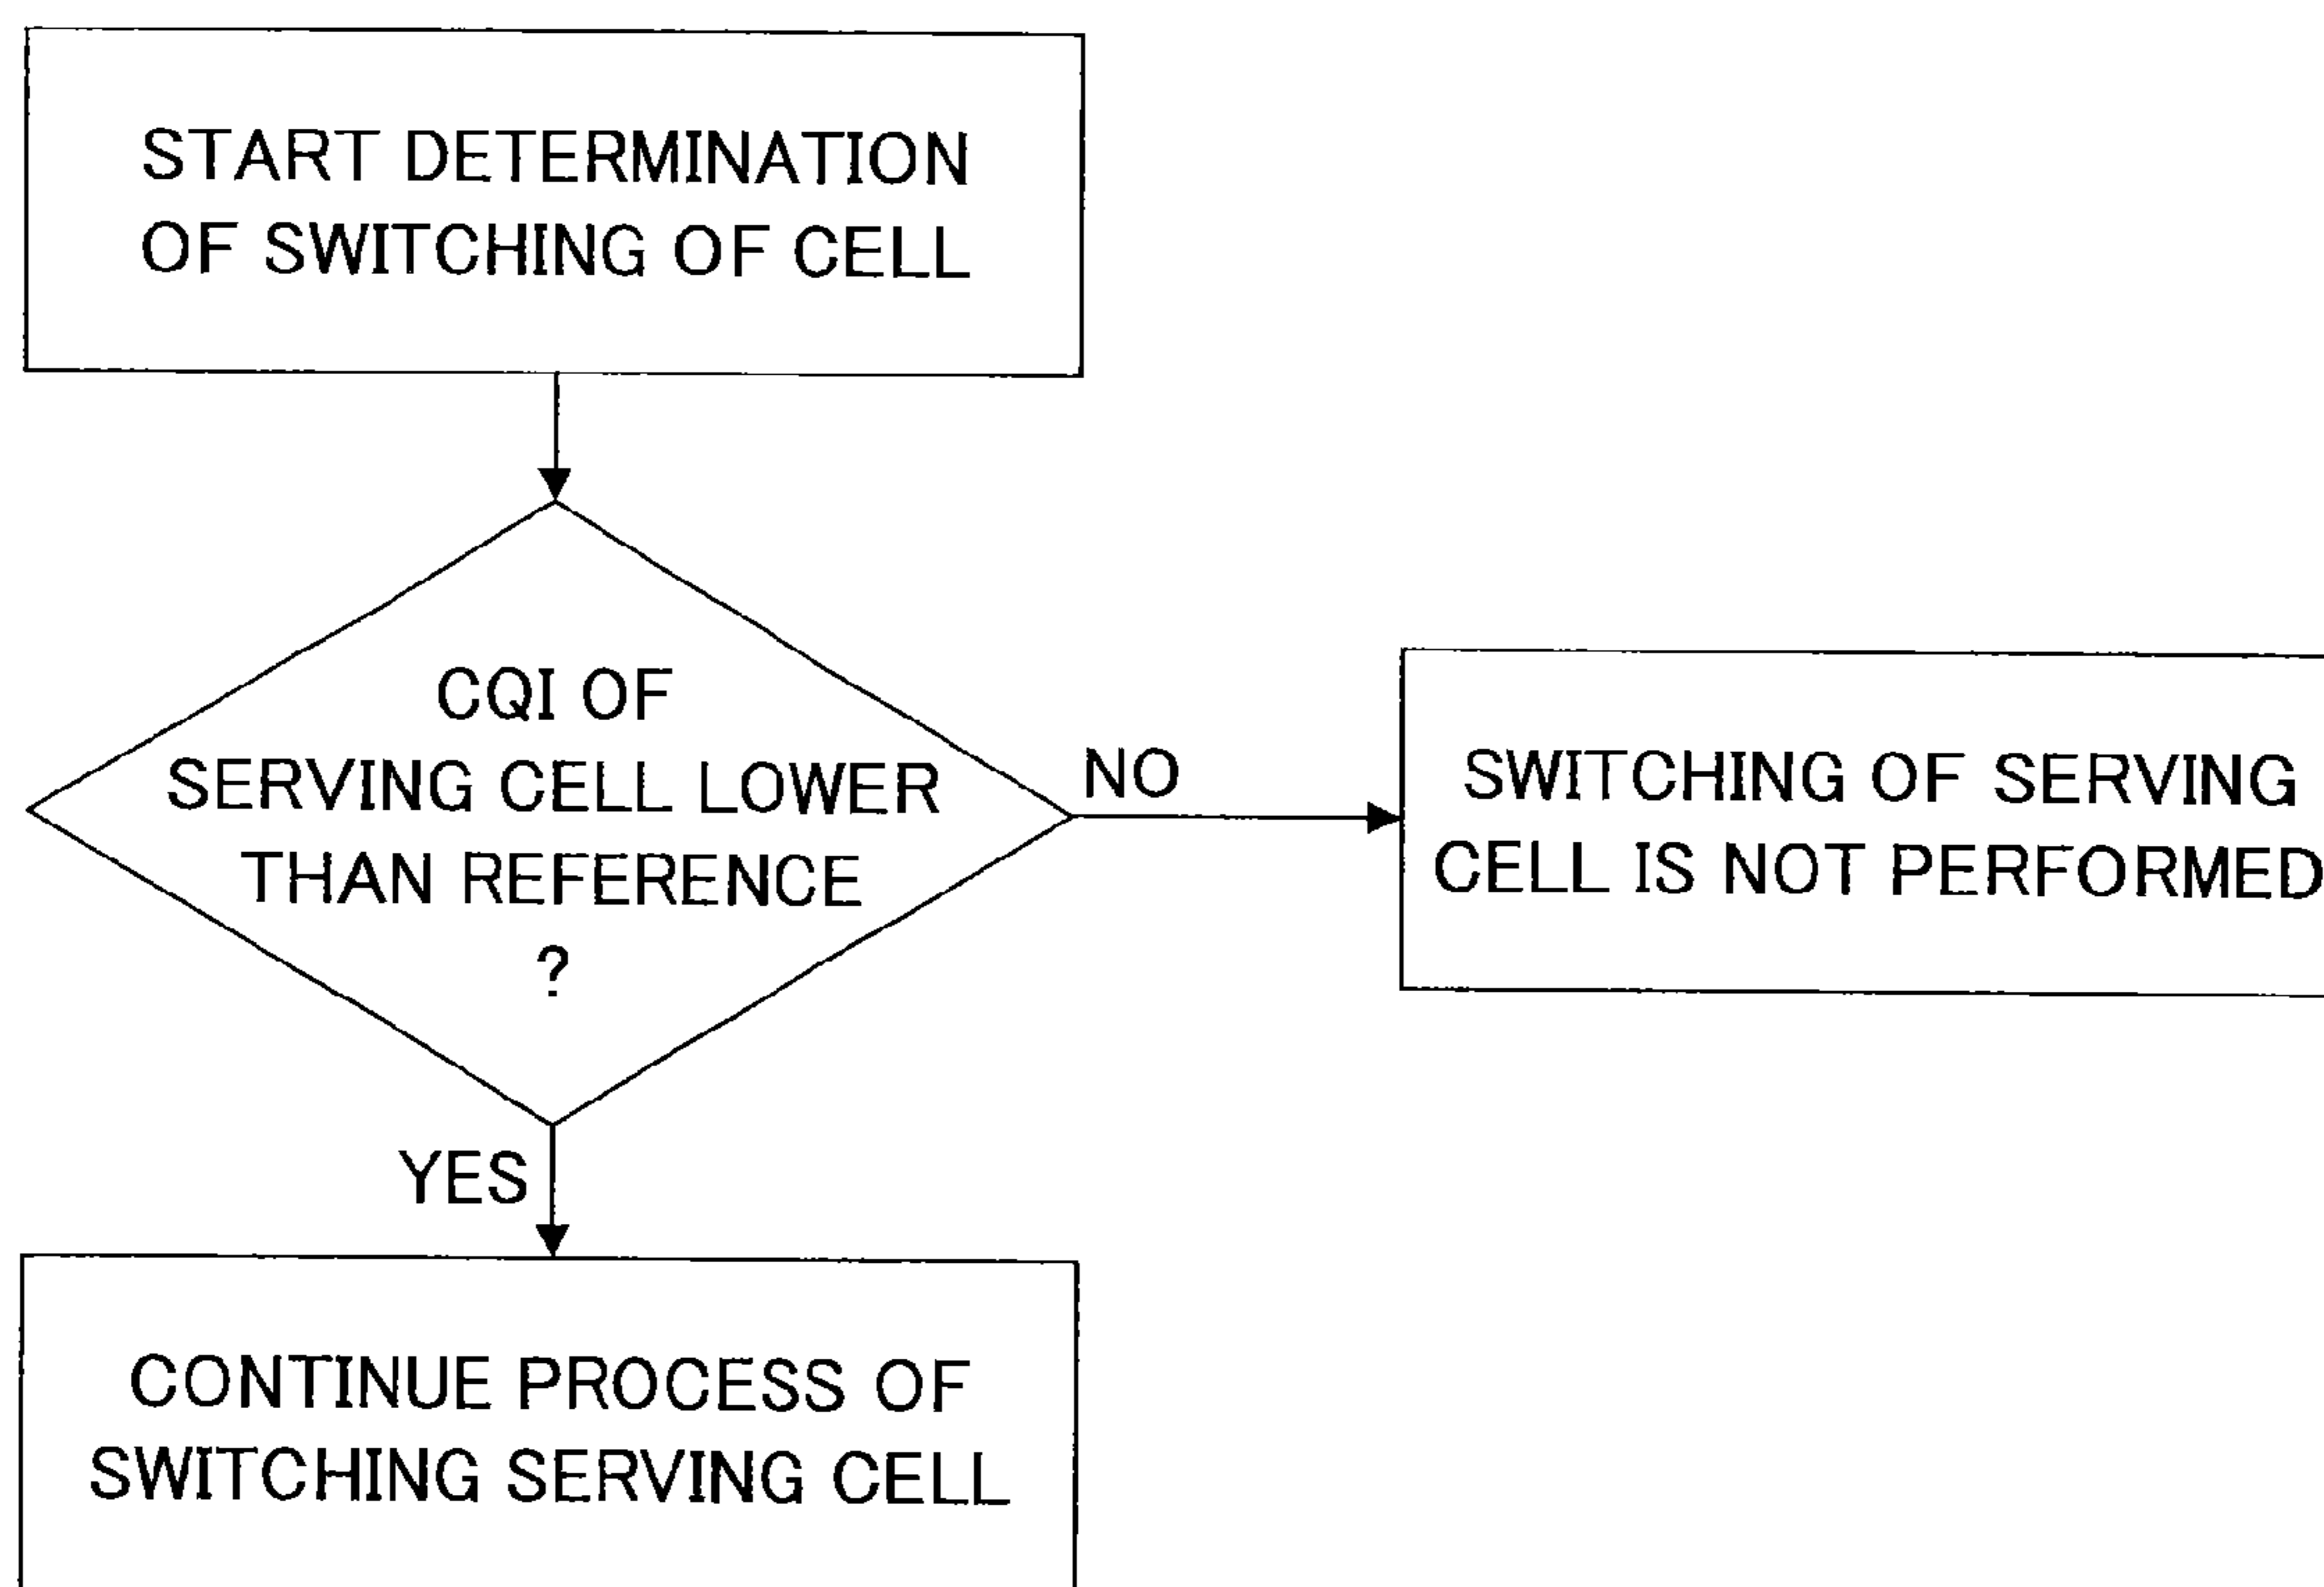 START DETERMINATION
OF SWITCHING OF CELL
CQI OF
SERVING CELL LOWER
THAN REFERENCE
?
NO
SWITCHING OF SERVING
CELL IS NOT PERFORMED
YES
CONTINUE PROCESS OF
SWITCHING SERVING CELL